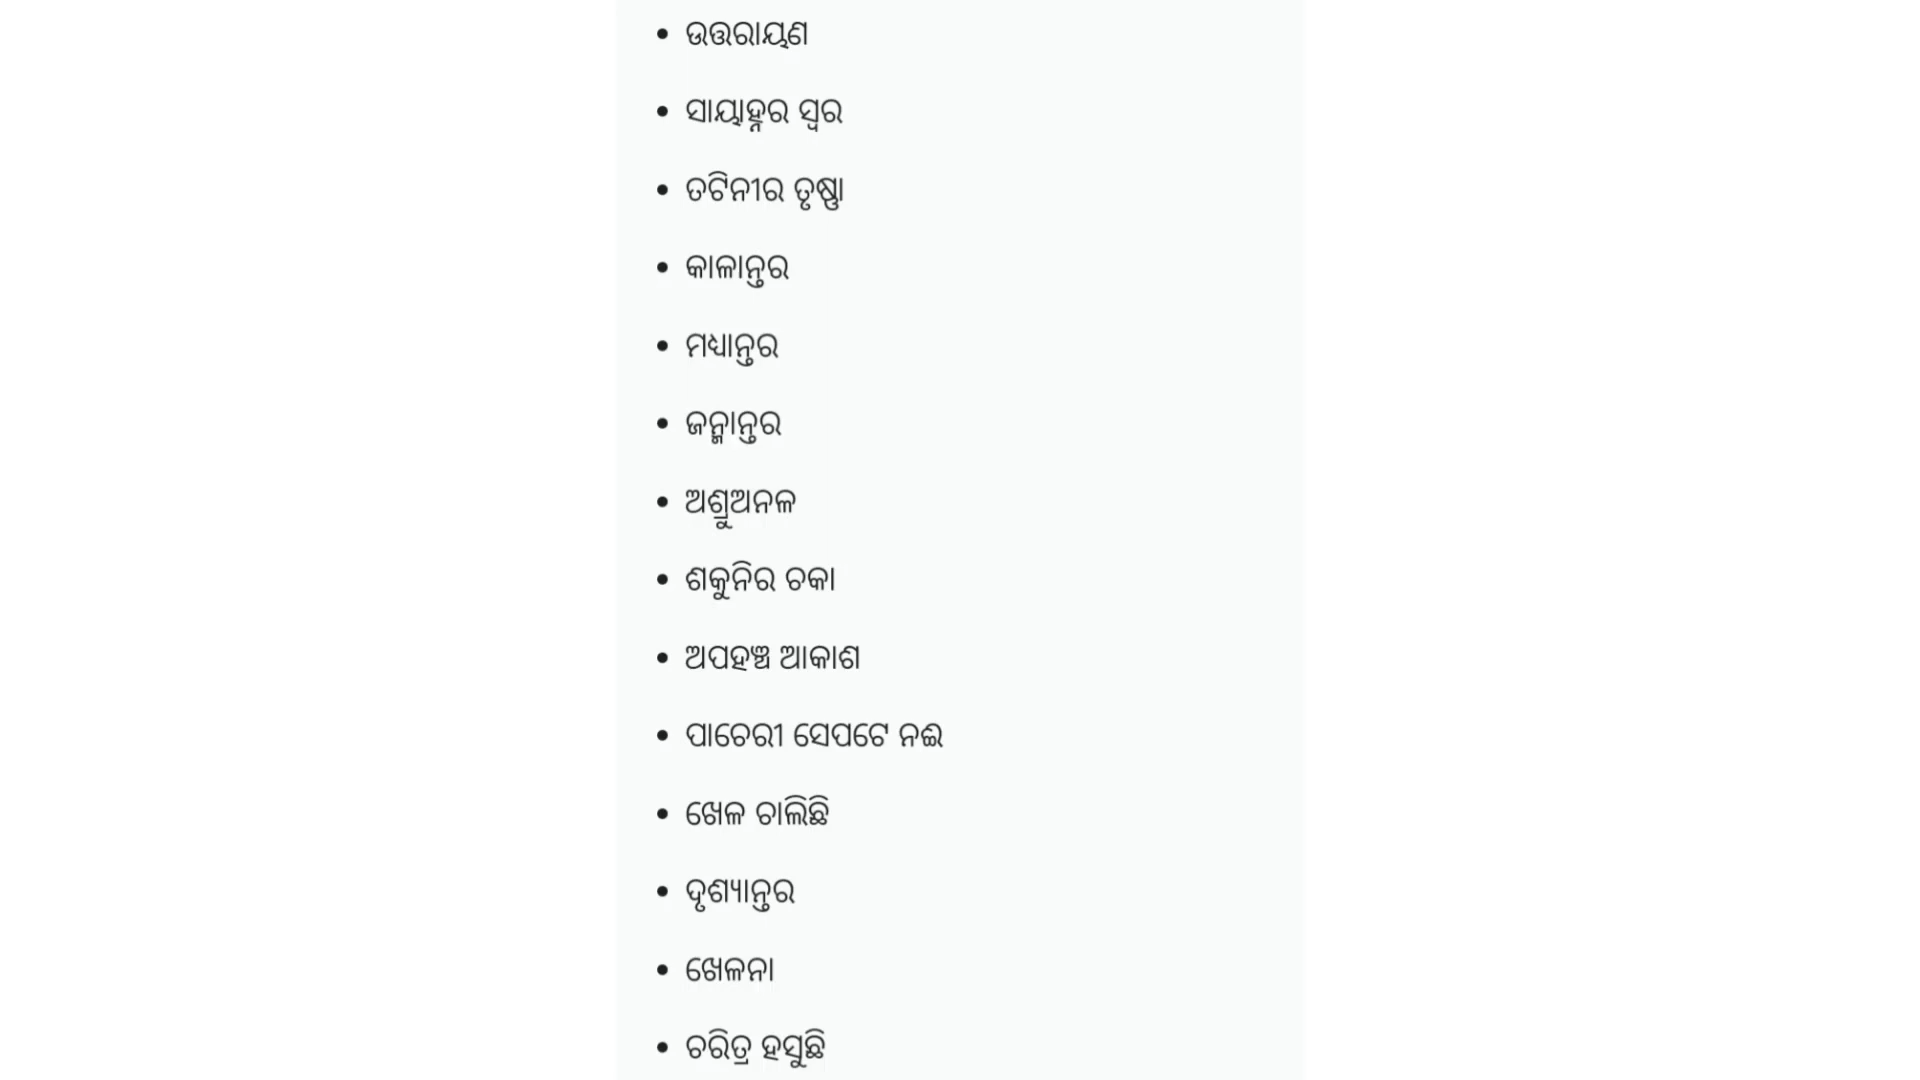 • ଉତ୍ତରାୟଣ
• ସାୟାହ୍ନର ସ୍ୱର
• ତଟିନୀର ତୃଷ୍ଣା
• କାଳାନ୍ତର
• ମଧ୍ୟାନ୍ତର
• ଜନ୍ମାନ୍ତର
• ଅଶ୍ରୁଅନଳ
• ଶକୁନିର ଚକା
• ଅପହଞ୍ଚ ଆକାଶ
• ପାଚେରୀ ସେପଟେ ନଈ
• ଖେଳ ଚାଲିଛି
• ଦୃଶ୍ୟାନ୍ତର
• ଖେଳନା
• ଚରିତ୍ର ହସୁଛି